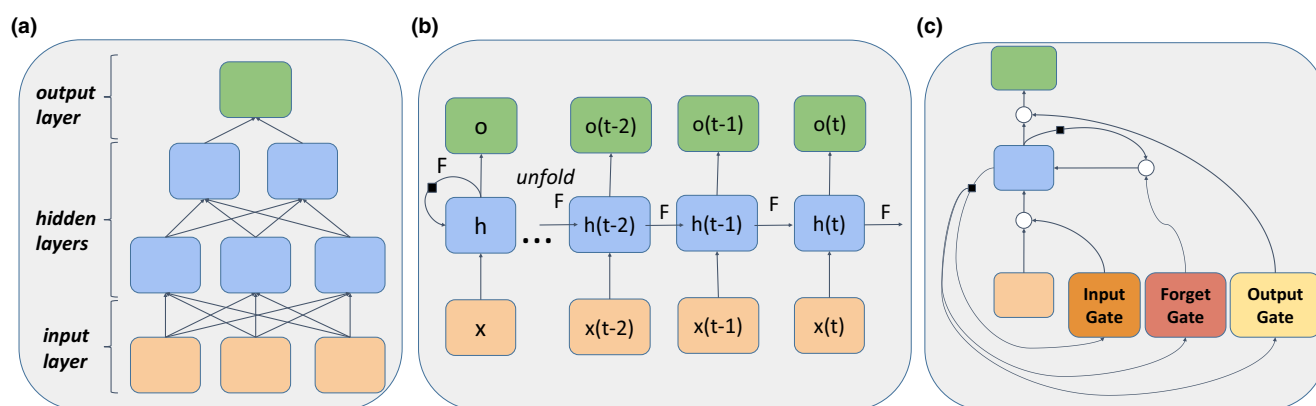 (a)
output
layer
hidden
layers
input
layer
(b)
o
o(t-2)
o(t-1)
o(t)
F
unfold
F
F
F
F
h
...
h(t-2)
h(t-1)
h(t)
x
x(t-2)
x(t-1)
x(t)
(c)
Input
Gate
Forget
Gate
Output
Gate